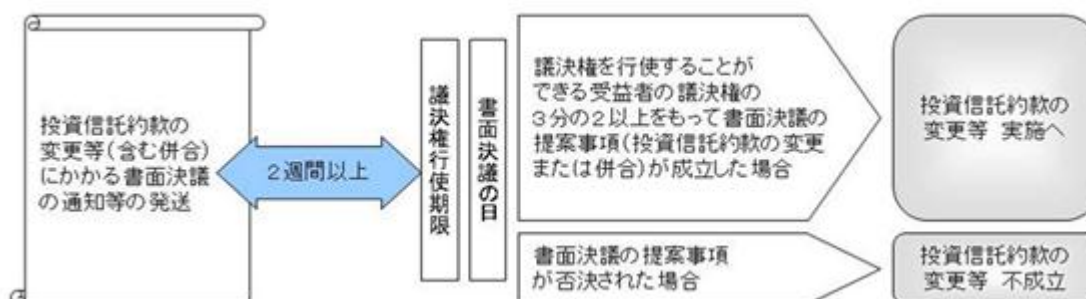 投資信託約款の
変更等(含む併合)
にかかる書面決議
の通知等の発送
2週間以上
議決権行使期限
書面決議の日
議決権を行使することが
できる受益者の議決権の
3分の2以上をもって書面決議の
提案事項(投資信託約款の変更
または併合)が成立した場合
投資信託約款の
変更等 実施へ
書面決議の提案事項
が否決された場合
投資信託約款の
変更等 不成立